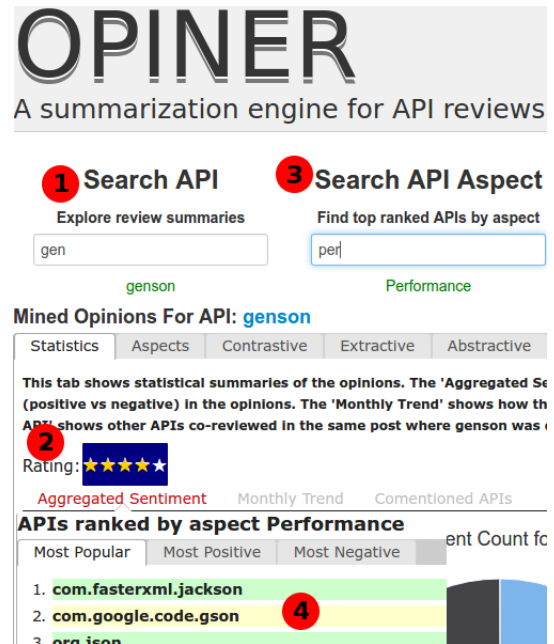 OPINER
A summarization engine for API reviews
1 Search API
3 Search API Aspect
Explore review summaries
Find top ranked APIs by aspect
gen
per
genson
Performance
Mined Opinions For API: genson
Statistics Aspects Contrastive Extractive Abstractive
This tab shows statistical summaries of the opinions. The 'Aggregated Se
(positive vs negative) in the opinions. The 'Monthly Trend' shows how th
API' shows other APIs co-reviewed in the same post where genson was
2
Rating:
Aggregated Sentiment Monthly Trend Comentioned APIs
APIs ranked by aspect Performance
ent Count fo
Most Popular Most Positive Most Negative
1. com.fasterxml.jackson
2. com.google.code.gson
4
3. org.json